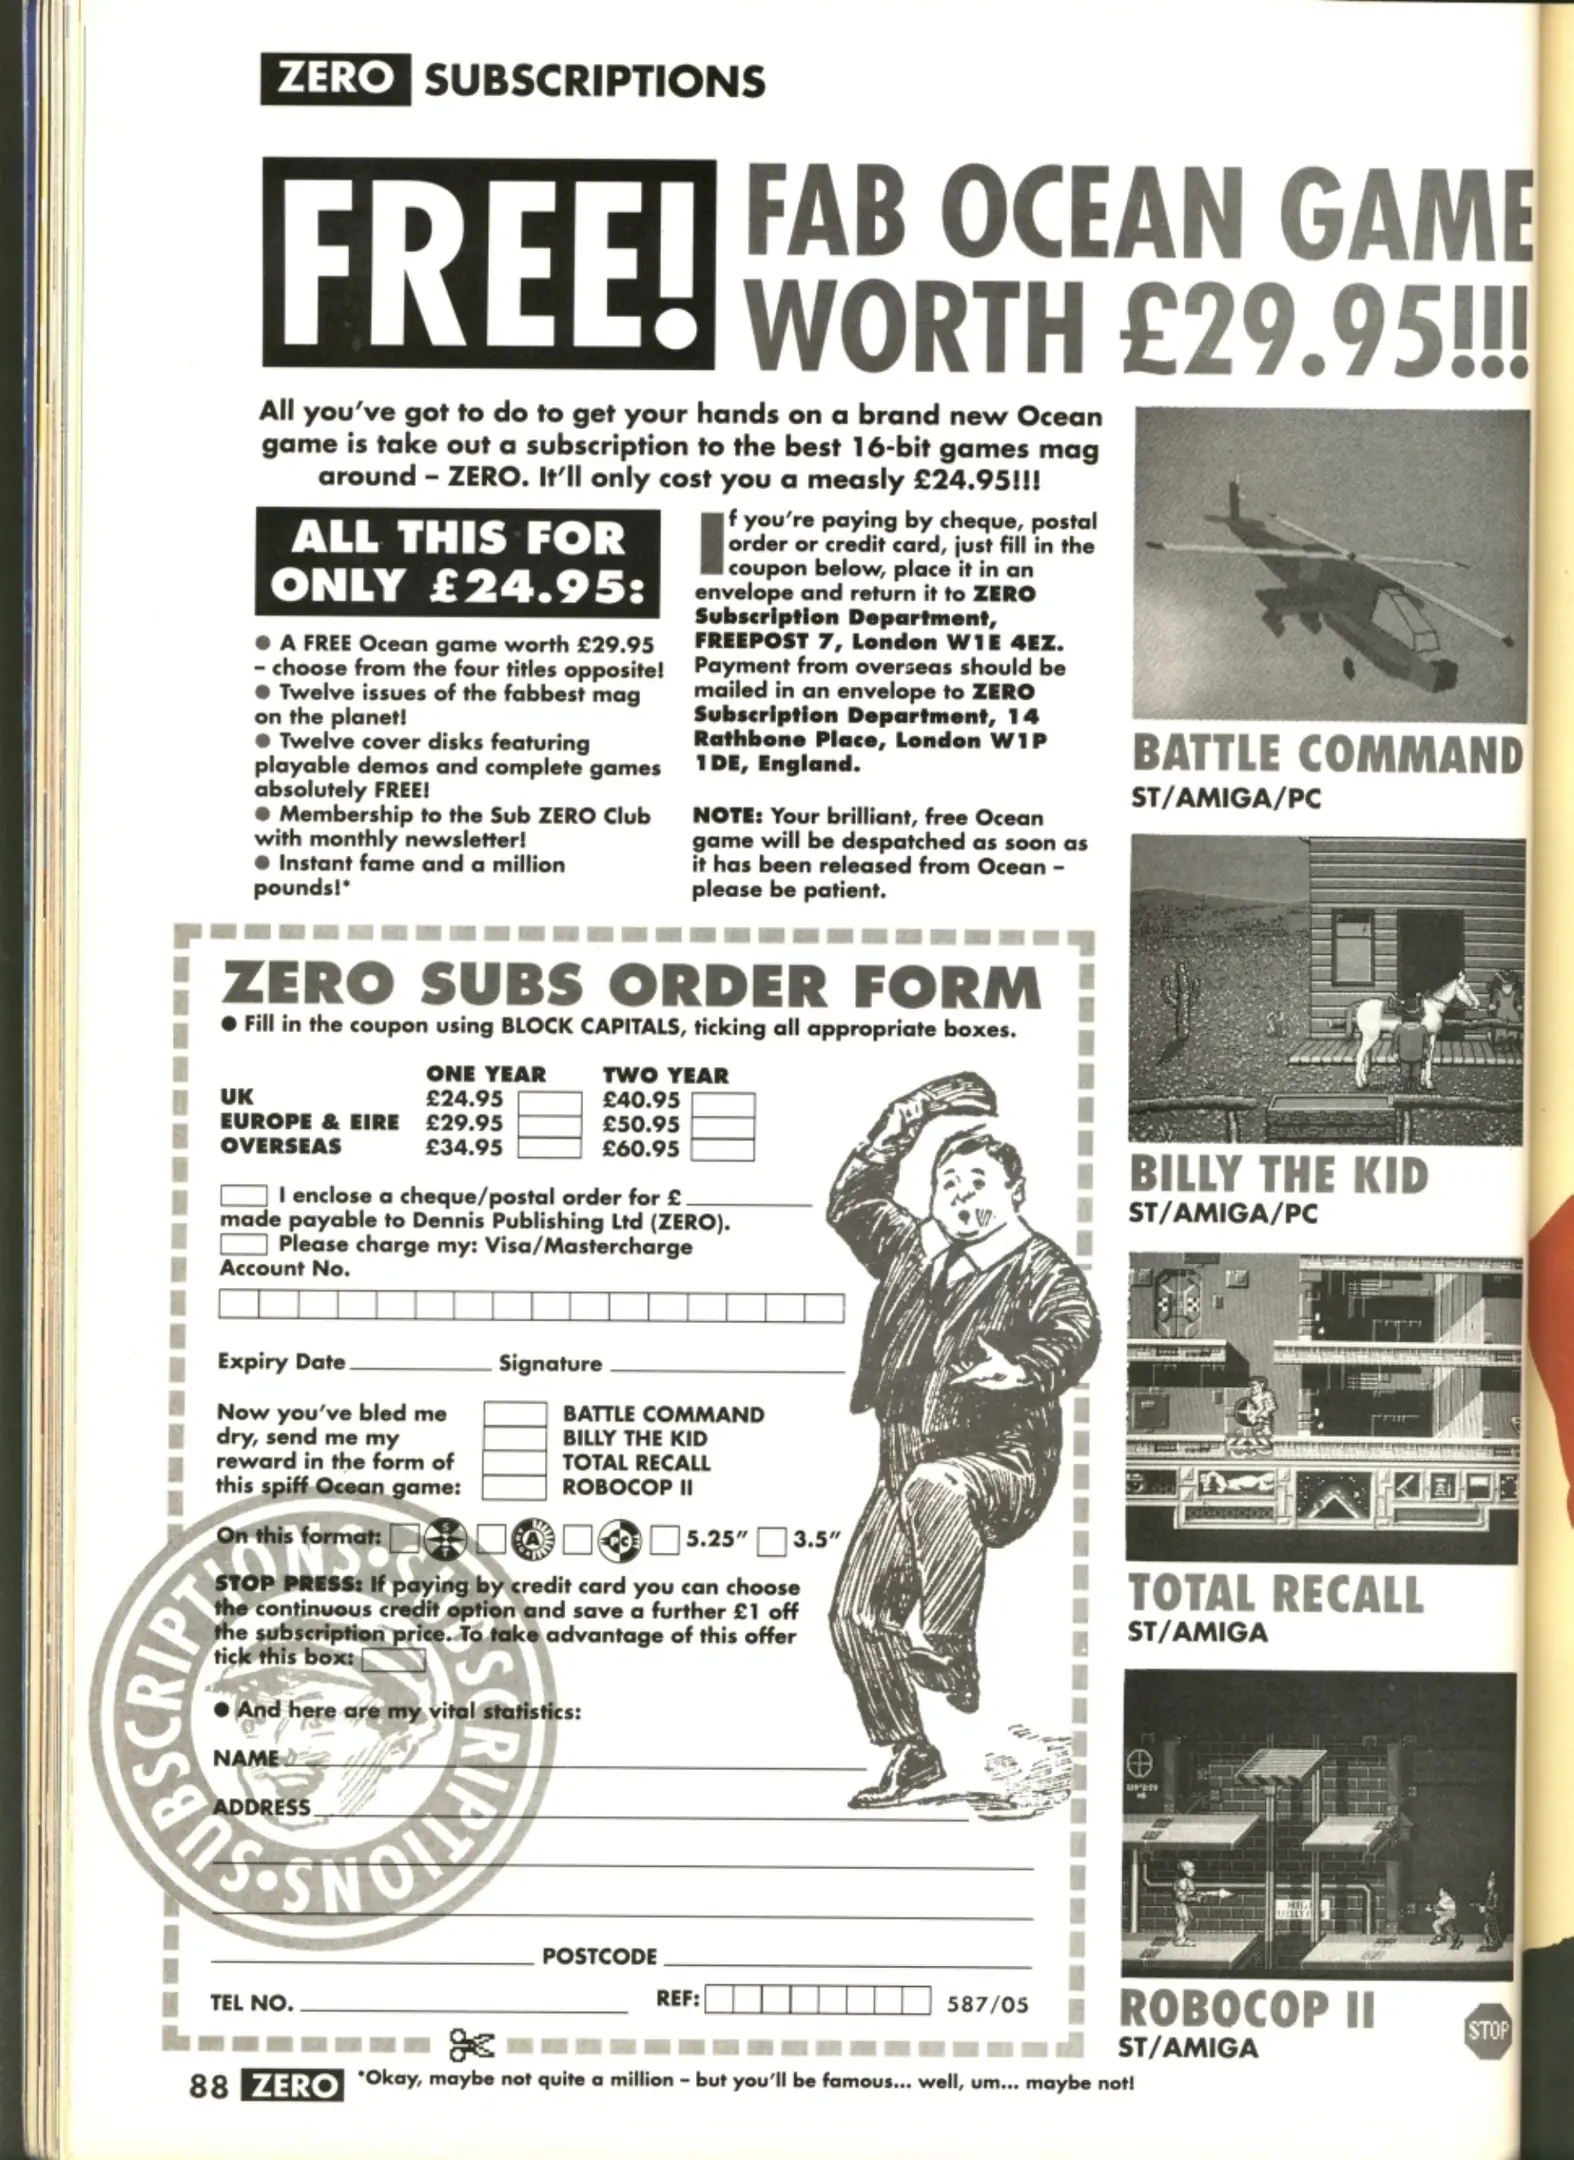 ZERO SUBSCRIPTIONS
FREE!
FAB OCEAN GAME
WORTH £29.95!!!
All you've got to do to get your hands on a brand new Ocean
game is take out a subscription to the best 16-bit games mag
around – ZERO. It'll only cost you a measly £24.95!!!
ALL THIS FOR
ONLY £24.95:
● A FREE Ocean game worth £29.95
– choose from the four titles opposite!
● Twelve issues of the fabbest mag
on the planet!
● Twelve cover disks featuring
playable demos and complete games
absolutely FREE!
● Membership to the Sub ZERO Club
with monthly newsletter!
● Instant fame and a million
pounds!*
If you're paying by cheque, postal
order or credit card, just fill in the
coupon below, place it in an
envelope and return it to ZERO
Subscription Department,
FREEPOST 7, London W1E 4EZ.
Payment from overseas should be
mailed in an envelope to ZERO
Subscription Department, 14
Rathbone Place, London W1P
1DE, England.
NOTE: Your brilliant, free Ocean
game will be despatched as soon as
it has been released from Ocean –
please be patient.
ZERO SUBS ORDER FORM
● Fill in the coupon using BLOCK CAPITALS, ticking all appropriate boxes.
ONE YEAR TWO YEAR
UK £24.95 £40.95
EUROPE & EIRE £29.95 £50.95
OVERSEAS £34.95 £60.95
I enclose a cheque/postal order for £
made payable to Dennis Publishing Ltd (ZERO).
Please charge my: Visa/Mastercharge
Account No.
Expiry Date Signature
Now you've bled me
dry, send me my
reward in the form of
this spiff Ocean game:
BATTLE COMMAND
BILLY THE KID
TOTAL RECALL
ROBOCOP II
On this format: ST A PC 5.25" 3.5"
STOP PRESS: If paying by credit card you can choose
the continuous credit option and save a further £1 off
the subscription price. To take advantage of this offer
tick this box:
● And here are my vital statistics:
NAME
ADDRESS
POSTCODE
TEL NO. REF: 587/05
SUBSCRIPTIONS • SUBSCRIPTIONS •
BATTLE COMMAND
ST/AMIGA/PC
BILLY THE KID
ST/AMIGA/PC
TOTAL RECALL
ST/AMIGA
OPEN
HIGH
ROBOCOP II
ST/AMIGA
STOP
88 ZERO *Okay, maybe not quite a million – but you'll be famous... well, um... maybe not!